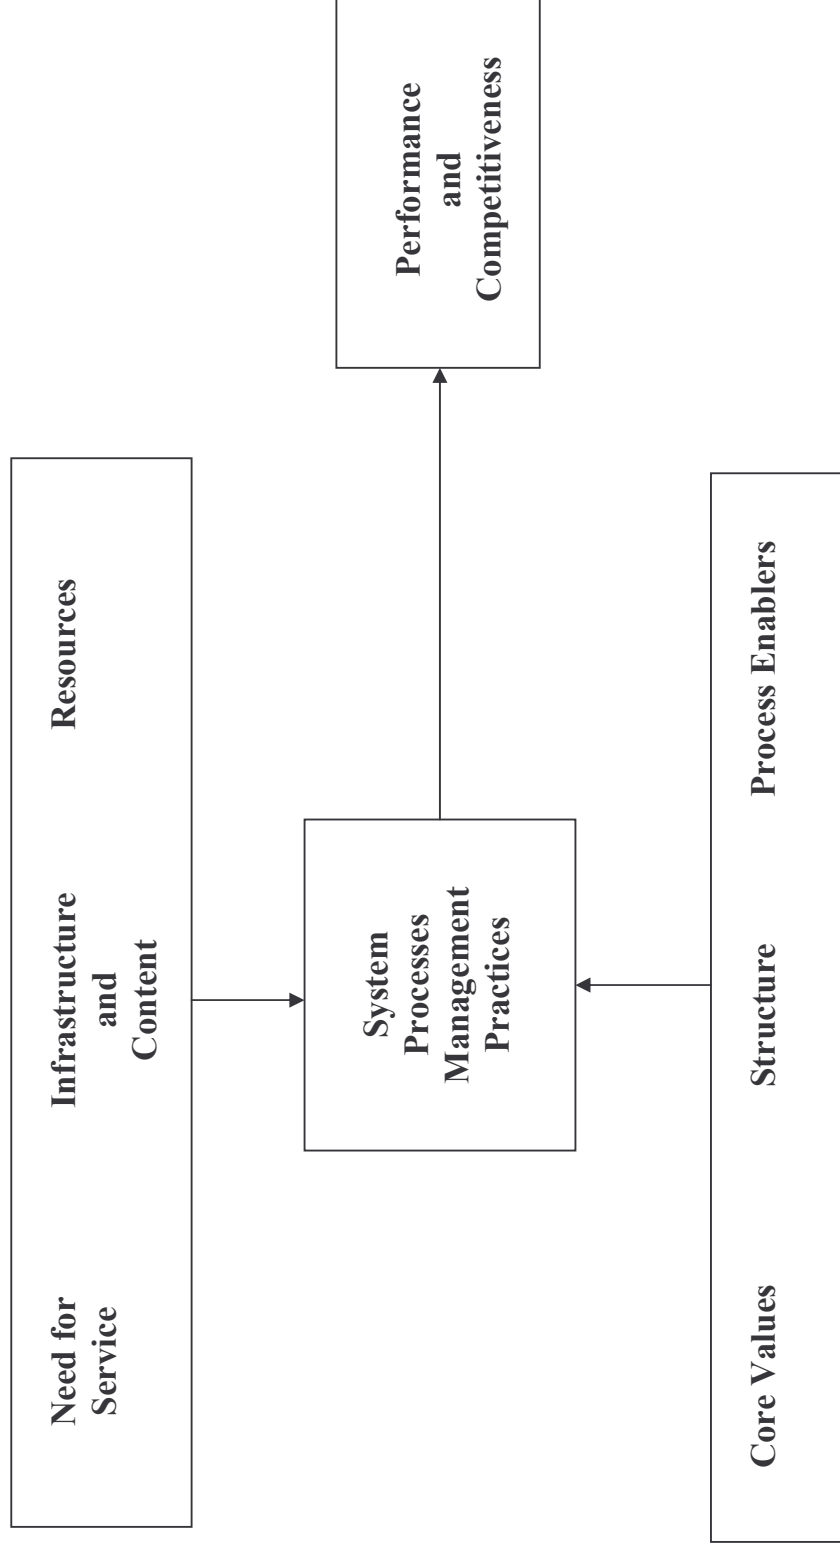 Need for
Service
Infrastructure
and
Content
Resources
System
Processes
Management
Practices
Performance
and
Competitiveness
Core Values
Structure
Process Enablers